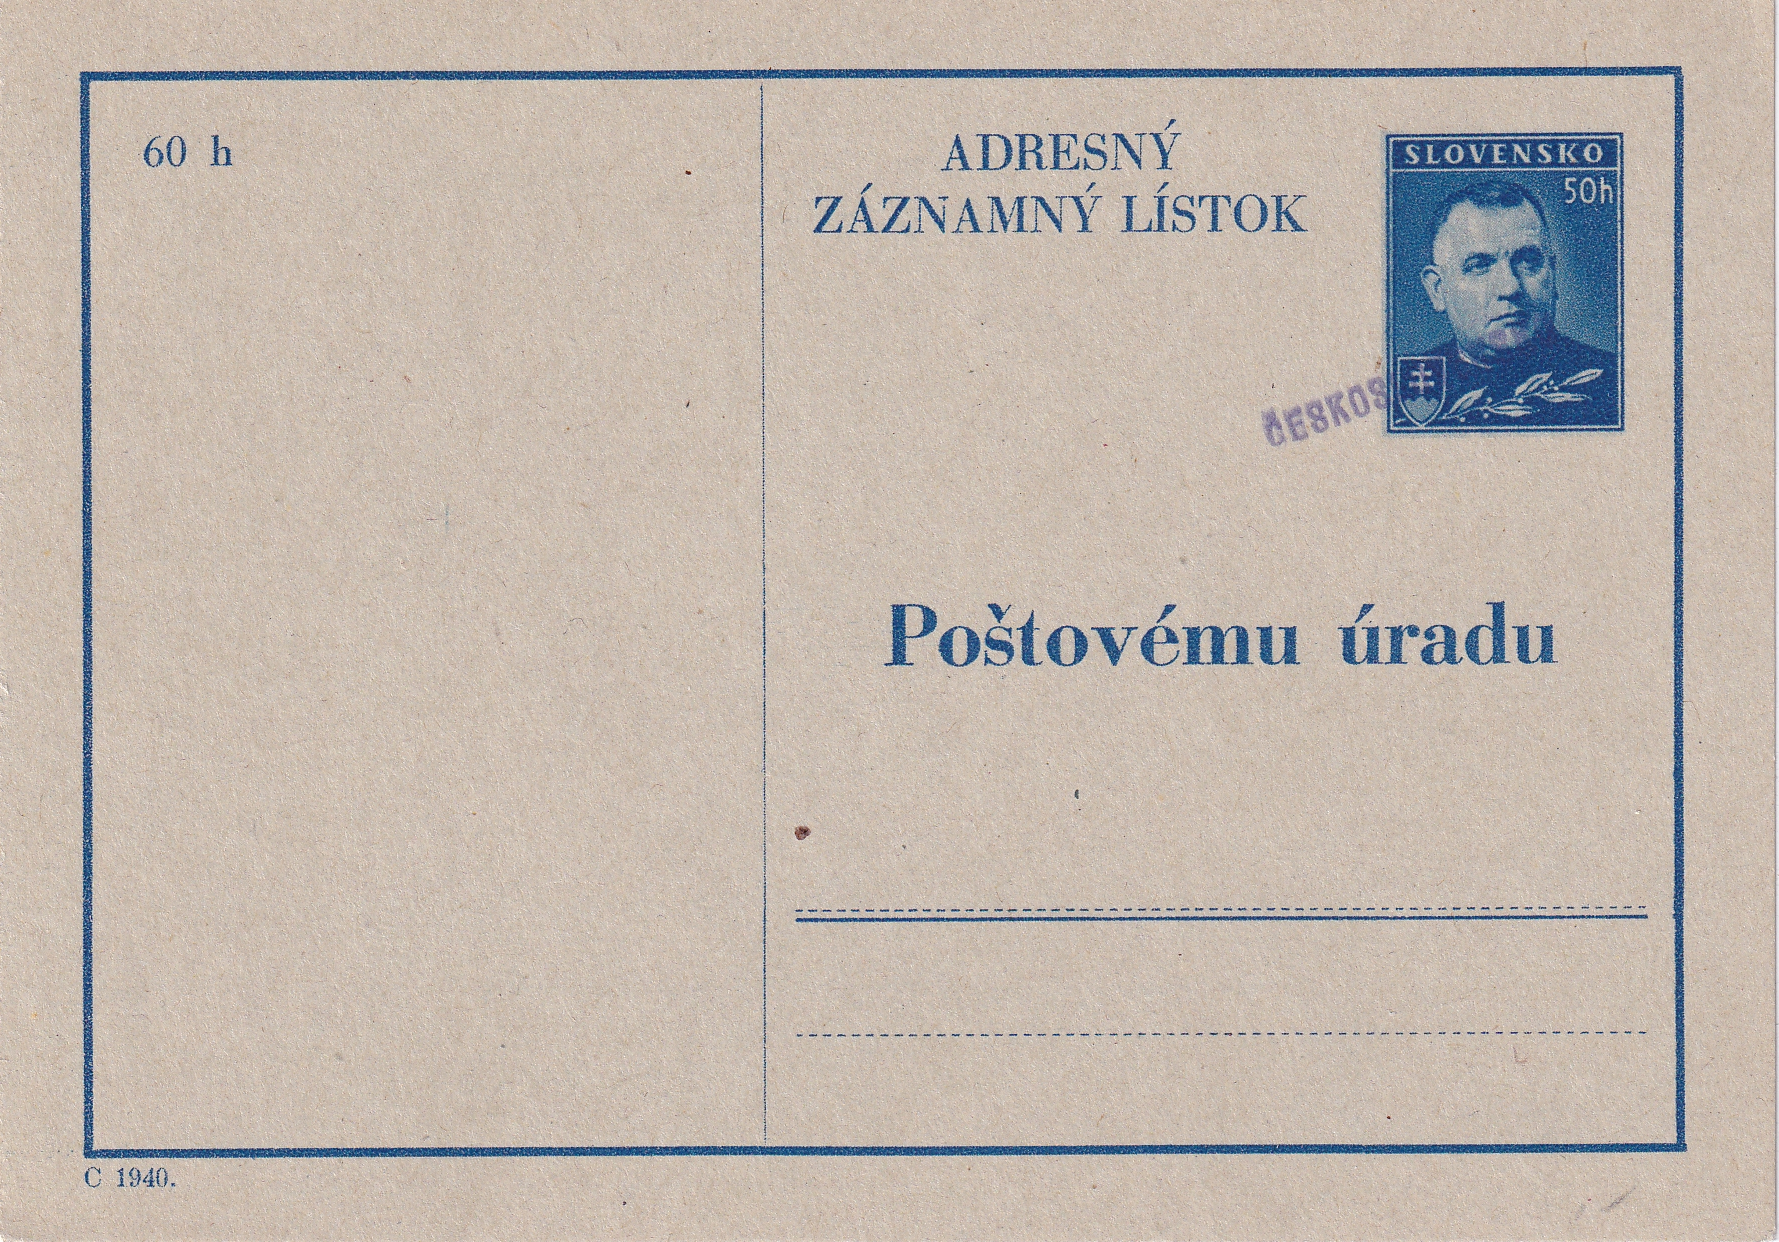 60 h
ADRESNÝ
ZÁZNAMNÝ LÍSTOK
SLOVENSKO
50h
ČESKOS
Poštovému úradu
C 1940.